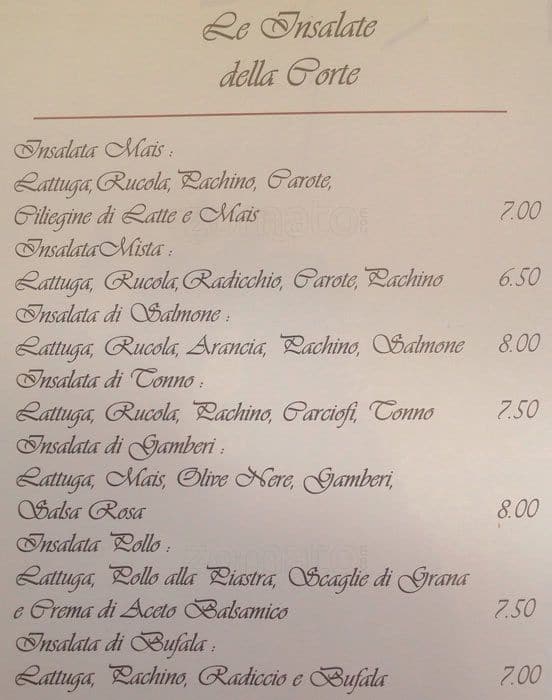 Le Insalate
della Corte
Insalata Mais :
Lattuga, Rucola, Pachino, Carote,
Ciliegine di Latte e Mais 7.00
InsalataMista :
Lattuga, Rucola, Radicchio, Carote, Pachino 6.50
Insalata di Salmone :
Lattuga, Rucola, Arancia, Pachino, Salmone 8.00
Insalata di Tonno :
Lattuga, Rucola, Pachino, Carciofi, Tonno 7.50
Insalata di Gamberi :
Lattuga, Mais, Olive Nere, Gamberi,
Salsa Rosa 8.00
Insalata Pollo :
Lattuga, Pollo alla Piastra, Scaglie di Grana
e Crema di Aceto Balsamico 7.50
Insalata di Bufala :
Lattuga, Pachino, Radiccio e Bufala 7.00